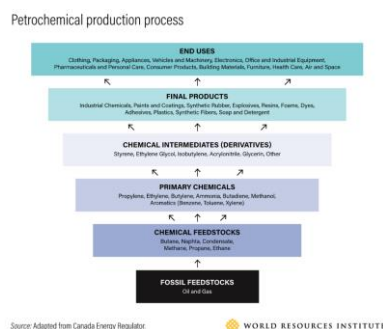 Petrochemical production process
END USES
Clothing, Packaging, Appliances, Vehicles and Machinery, Electronics, Office and Industrial Equipment,
Pharmaceuticals and Personal Care, Consumer Products, Building Materials, Furniture, Health Care, Air and Space
FINAL PRODUCTS
Industrial Chemicals, Paints and Coatings, Synthetic Rubber, Explosives, Resins, Foams, Dyes,
Adhesives, Plastics, Synthetic Fibers, Soap and Detergent
CHEMICAL INTERMEDIATES (DERIVATIVES)
Styrene, Ethylene Glycol, Isobutylene, Acrylonitrile, Glycerin, Other
PRIMARY CHEMICALS
Propylene, Ethylene, Butylene, Ammonia, Butadiene, Methanol,
Aromatics (Benzene, Toluene, Xylene)
CHEMICAL FEEDSTOCKS
Butane, Naphta, Condensate,
Methane, Propane, Ethane
FOSSIL FEEDSTOCKS
Oil and Gas
Source: Adapted from Canada Energy Regulator.
WORLD RESOURCES INSTITUTE